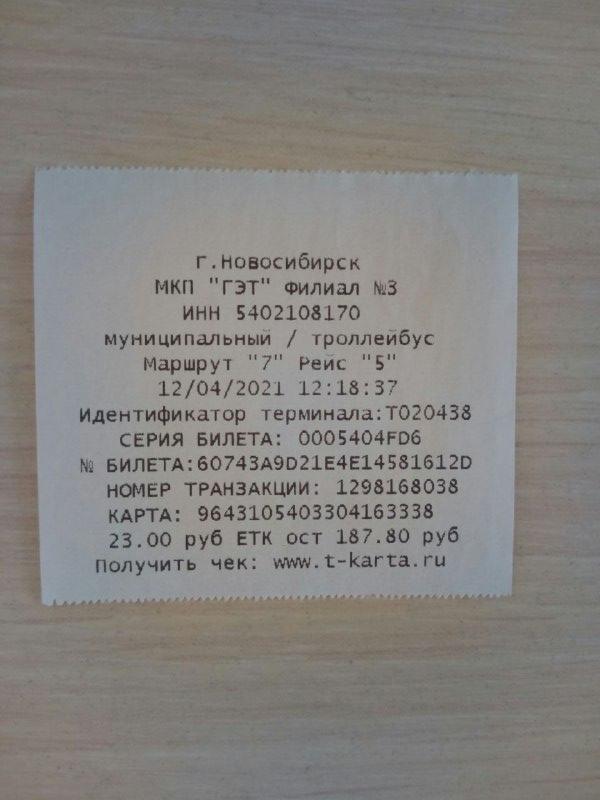 г.Новосибирск
МКП "ГЭТ" Филиал №3
ИНН 5402108170
муниципальный / троллейбус
Маршрут "7" Рейс "5"
12/04/2021 12:18:37
Идентификатор терминала:T020438
СЕРИЯ БИЛЕТА: 0005404FD6
№ БИЛЕТА:60743A9D21E4E14581612D
НОМЕР ТРАНЗАКЦИИ: 1298168038
КАРТА: 9643105403304163338
23.00 руб ЕТК ост 187.80 руб
Получить чек: www.t-karta.ru